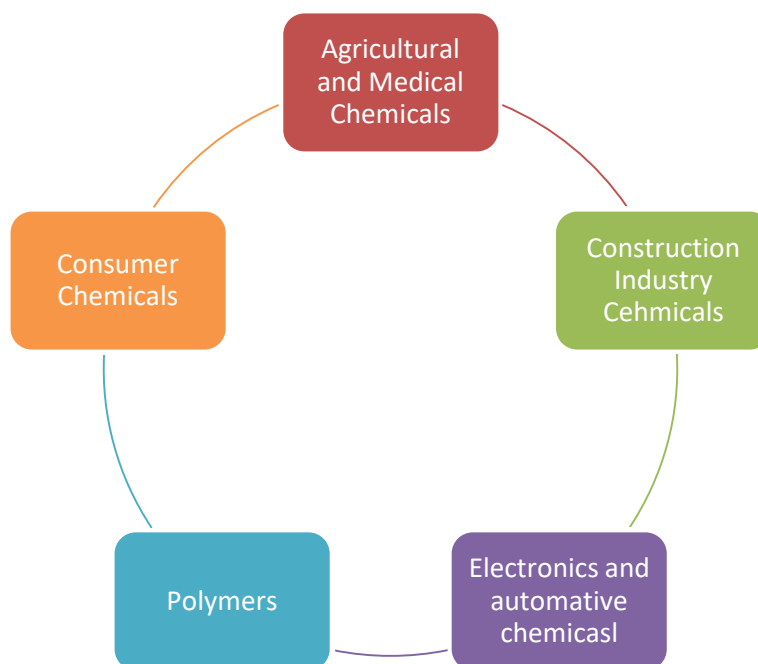 Agricultural
and Medical
Chemicals
Construction
Industry
Cehmicals
Electronics and
automative
chemicasl
Polymers
Consumer
Chemicals